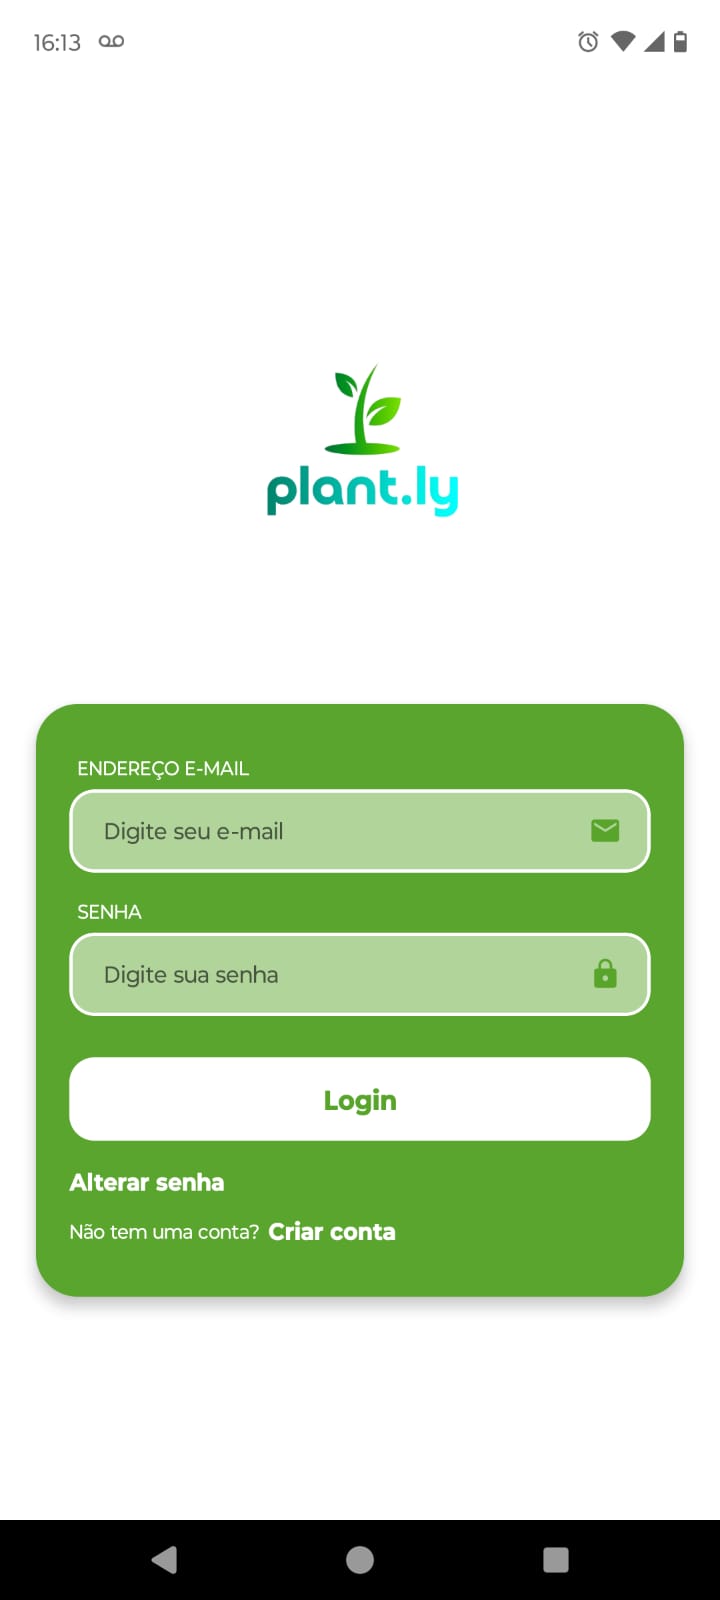 16:13
plant.ly
ENDEREÇO E-MAIL
Digite seu e-mail
SENHA
Digite sua senha
Login
Alterar senha
Não tem uma conta? Criar conta